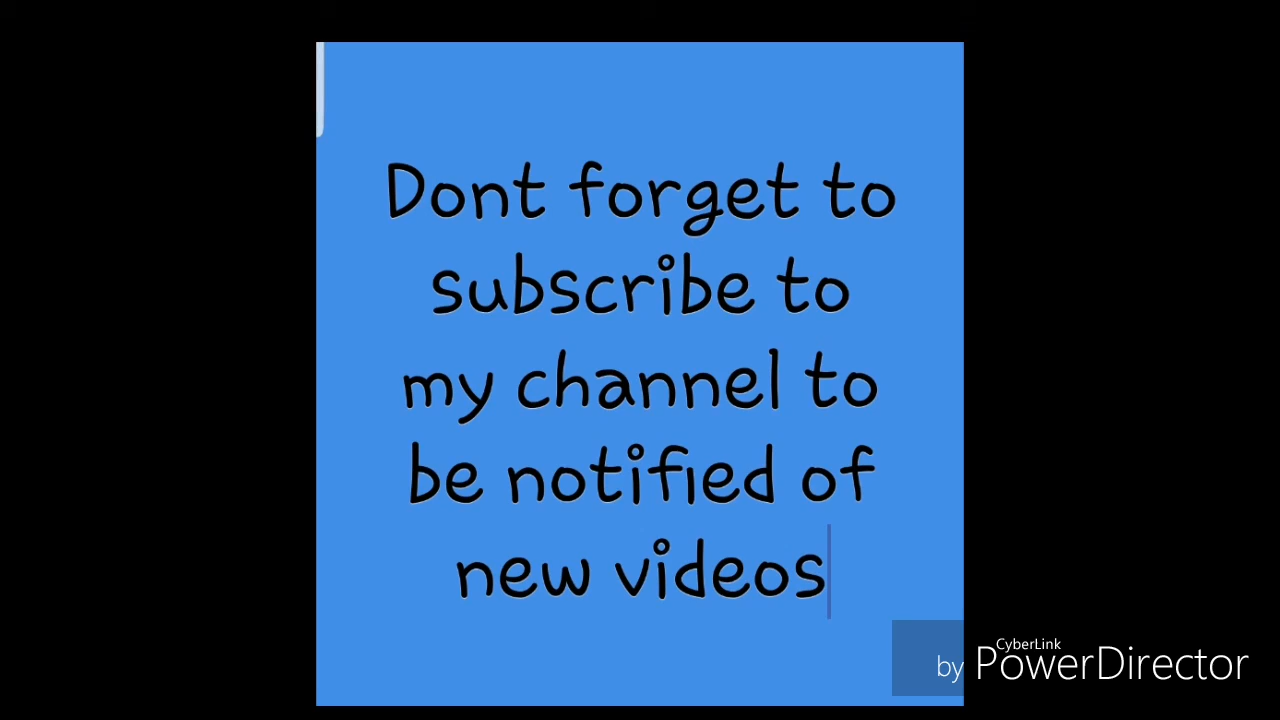 Dont forget to
subscribe to
my channel to
be notified of
new videos
CyberLink
by PowerDirector